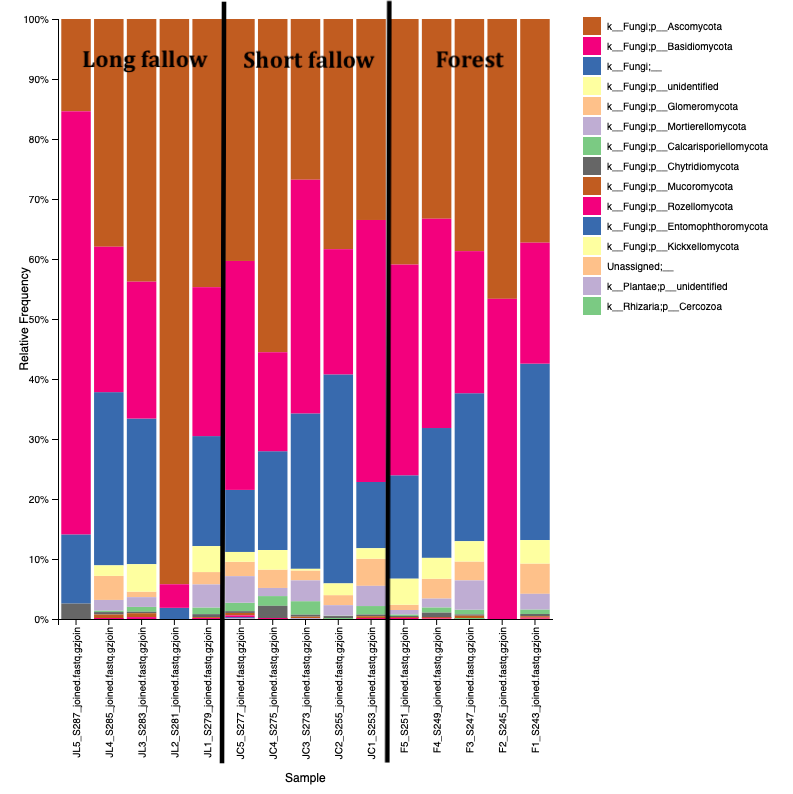 100%
90%
80%
70%
60%
50%
40%
30%
20%
10%
0%
Relative Frequency
Long fallow
Short fallow
Forest
JL5_S287_joined.fastq.gzjoin
JL4_S285_joined.fastq.gzjoin
JL3_S283_joined.fastq.gzjoin
JL2_S281_joined.fastq.gzjoin
JL1_S279_joined.fastq.gzjoin
JC5_S277_joined.fastq.gzjoin
JC4_S275_joined.fastq.gzjoin
JC3_S273_joined.fastq.gzjoin
JC2_S255_joined.fastq.gzjoin
JC1_S253_joined.fastq.gzjoin
F5_S251_joined.fastq.gzjoin
F4_S249_joined.fastq.gzjoin
F3_S247_joined.fastq.gzjoin
F2_S245_joined.fastq.gzjoin
F1_S243_joined.fastq.gzjoin
Sample
k__Fungi;p__Ascomycota
k__Fungi;p__Basidiomycota
k__Fungi;__
k__Fungi;p__unidentified
k__Fungi;p__Glomeromycota
k__Fungi;p__Mortierellomycota
k__Fungi;p__Calcarisporiellomycota
k__Fungi;p__Chytridiomycota
k__Fungi;p__Mucoromycota
k__Fungi;p__Rozellomycota
k__Fungi;p__Entomophthoromycota
k__Fungi;p__Kickxellomycota
Unassigned;__
k__Plantae;p__unidentified
k__Rhizaria;p__Cercozoa